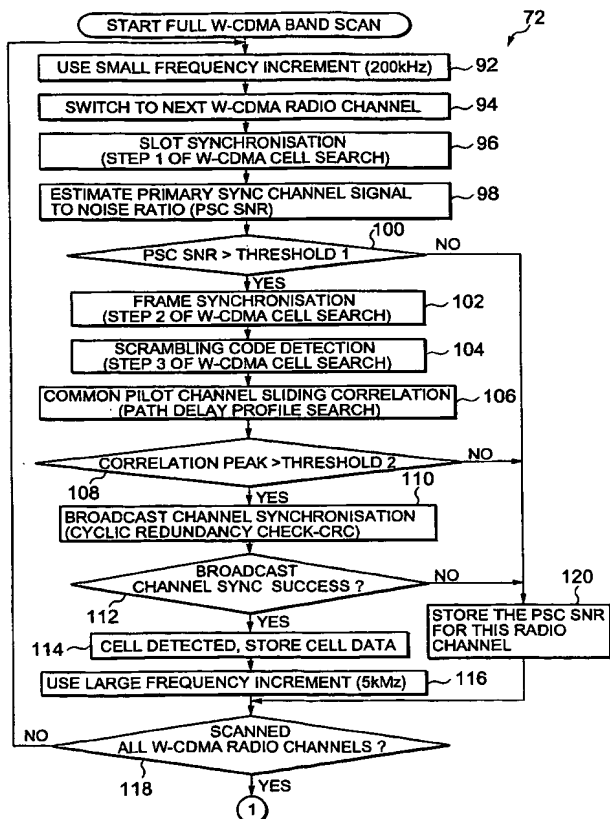 START FULL W-CDMA BAND SCAN
72
USE SMALL FREQUENCY INCREMENT (200kHz)
92
SWITCH TO NEXT W-CDMA RADIO CHANNEL
94
SLOT SYNCHRONISATION
(STEP 1 OF W-CDMA CELL SEARCH)
96
ESTIMATE PRIMARY SYNC CHANNEL SIGNAL
TO NOISE RATIO (PSC SNR)
98
100
PSC SNR > THRESHOLD 1
NO
YES
FRAME SYNCHRONISATION
(STEP 2 OF W-CDMA CELL SEARCH)
102
SCRAMBLING CODE DETECTION
(STEP 3 OF W-CDMA CELL SEARCH)
104
COMMON PILOT CHANNEL SLIDING CORRELATION
(PATH DELAY PROFILE SEARCH)
106
CORRELATION PEAK >THRESHOLD 2
NO
108
YES
110
BROADCAST CHANNEL SYNCHRONISATION
(CYCLIC REDUNDANCY CHECK-CRC)
BROADCAST
CHANNEL SYNC SUCCESS ?
NO
112
YES
120
STORE THE PSC SNR
FOR THIS RADIO
CHANNEL
114
CELL DETECTED, STORE CELL DATA
USE LARGE FREQUENCY INCREMENT (5kMz)
116
NO
SCANNED
ALL W-CDMA RADIO CHANNELS ?
118
YES
1